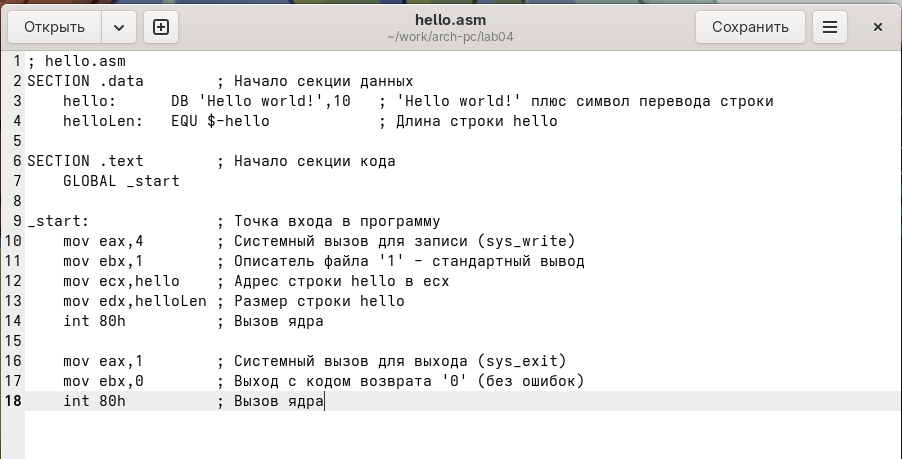 Открыть
hello.asm
~/work/arch-pc/lab04
Сохранить
1 ; hello.asm
2 SECTION .data        ; Начало секции данных
3     hello:      DB 'Hello world!',10   ; 'Hello world!' плюс символ перевода строки
4     helloLen:   EQU $-hello            ; Длина строки hello
5
6 SECTION .text        ; Начало секции кода
7     GLOBAL _start
8
9 _start:              ; Точка входа в программу
10     mov eax,4        ; Системный вызов для записи (sys_write)
11     mov ebx,1        ; Описатель файла '1' - стандартный вывод
12     mov ecx,hello    ; Адрес строки hello в ecx
13     mov edx,helloLen ; Размер строки hello
14     int 80h          ; Вызов ядра
15
16     mov eax,1        ; Системный вызов для выхода (sys_exit)
17     mov ebx,0        ; Выход с кодом возврата '0' (без ошибок)
18     int 80h          ; Вызов ядра